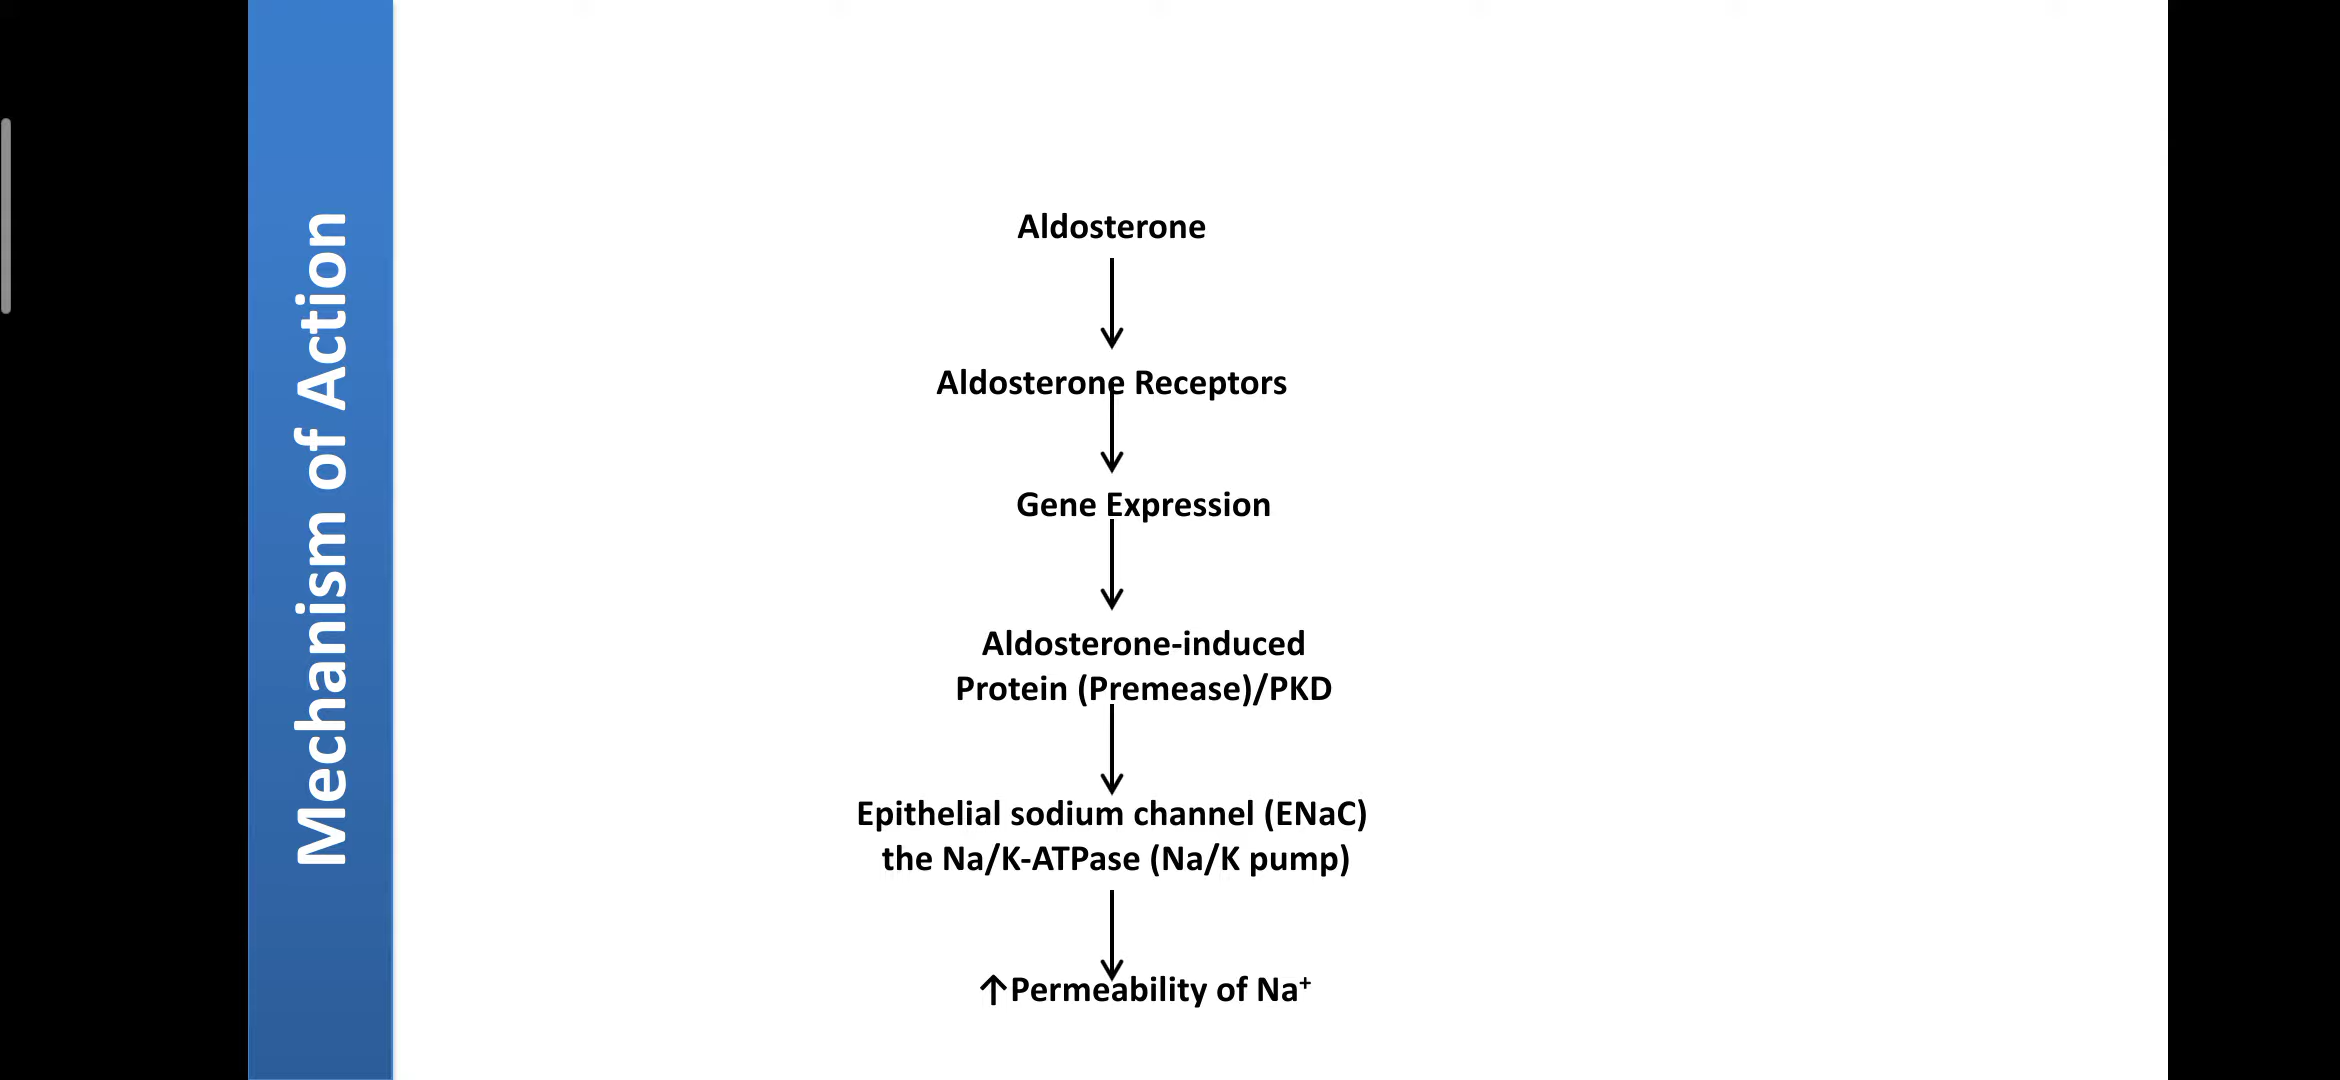 Mechanism of Action
Aldosterone
Aldosterone Receptors
Gene Expression
Aldosterone-induced
Protein (Premease)/PKD
Epithelial sodium channel (ENaC)
the Na/K-ATPase (Na/K pump)
↑Permeability of Na⁺